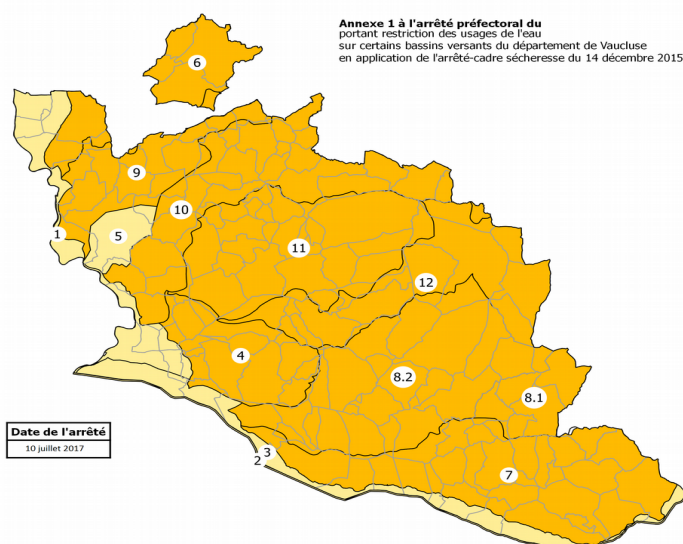 Annexe 1 à l'arrêté préfectoral du
portant restriction des usages de l'eau
sur certains bassins versants du département de Vaucluse
en application de l'arrêté-cadre sécheresse du 14 décembre 2015
6
9
10
1
5
11
12
4
8.2
8.1
Date de l'arrêté
10 juillet 2017
3
2
7